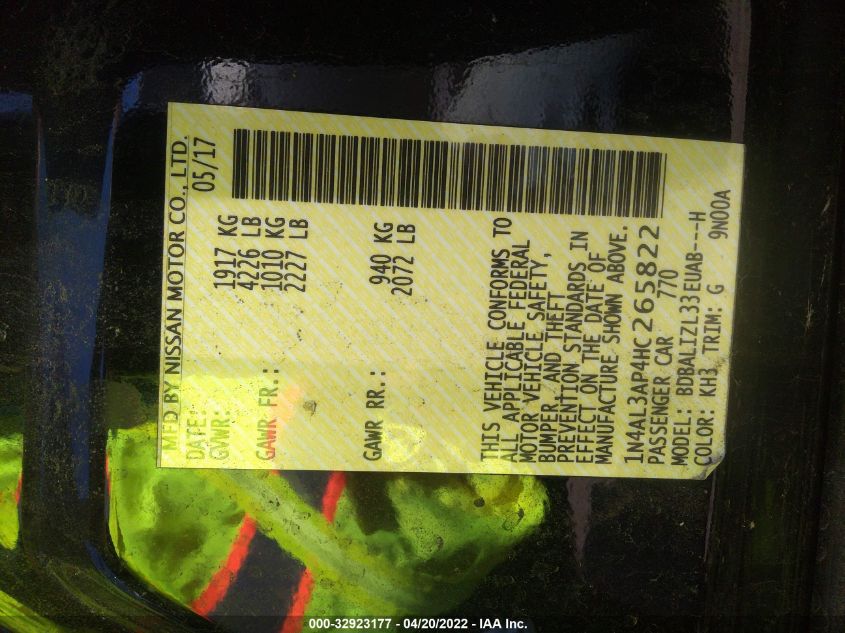 MFD BY NISSAN MOTOR CO., LTD.
DATE: 05/17
GVWR: 1917 KG
4226 LB
GAWR FR.: 1010 KG
2227 LB
GAWR RR.: 940 KG
2072 LB
THIS VEHICLE CONFORMS TO
ALL APPLICABLE FEDERAL
MOTOR VEHICLE SAFETY,
BUMPER, AND THEFT
PREVENTION STANDARDS IN
EFFECT ON THE DATE OF
MANUFACTURE SHOWN ABOVE.
1N4AL3AP4HC265822
PASSENGER CAR 770
MODEL: BDBALIZL33EUAB---H
COLOR: KH3 TRIM: G 9N00A
000-32923177 - 04/20/2022 - IAA Inc.